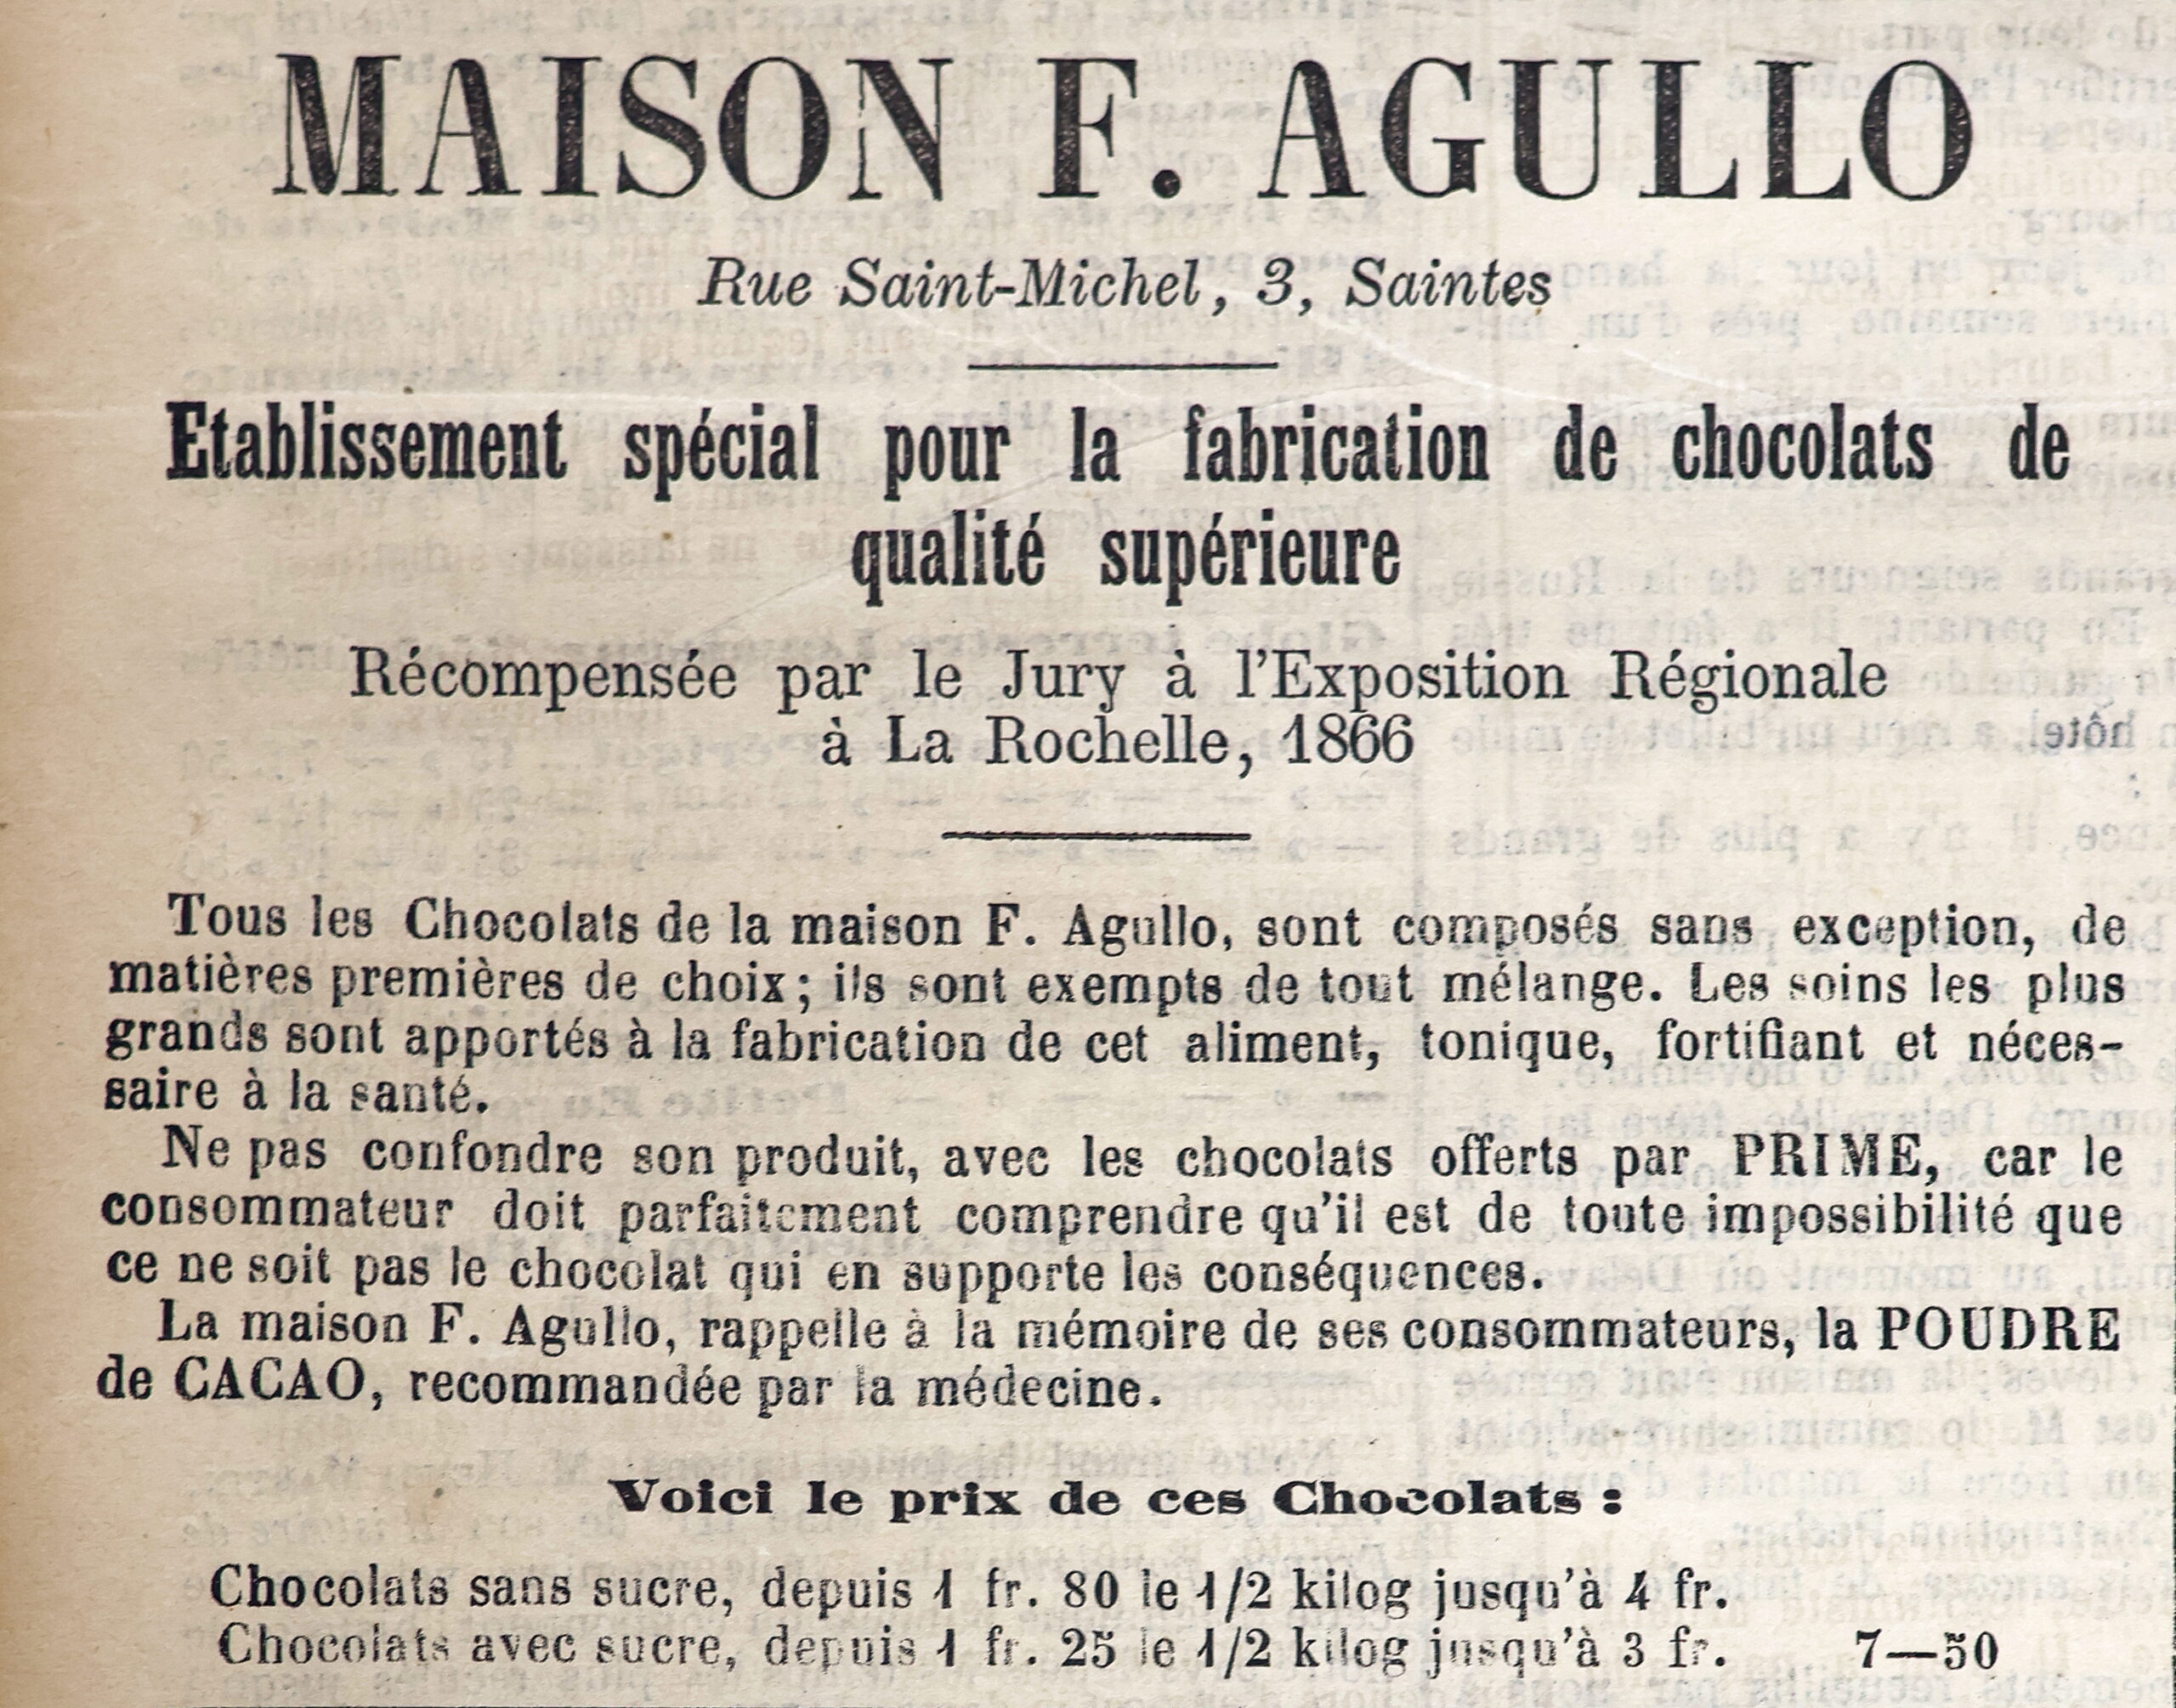 MAISON F. AGULLO
Rue Saint-Michel, 3, Saintes
Etablissement spécial pour la fabrication de chocolats de
qualité supérieure
Récompensée par le Jury à l'Exposition Régionale
à La Rochelle, 1866
Tous les Chocolats de la maison F. Agullo, sont composés sans exception, de
matières premières de choix; ils sont exempts de tout mélange. Les soins les plus
grands sont apportés à la fabrication de cet aliment, tonique, fortifiant et néces-
saire à la santé.
Ne pas confondre son produit, avec les chocolats offerts par PRIME, car le
consommateur doit parfaitement comprendre qu'il est de toute impossibilité que
ce ne soit pas le chocolat qui en supporte les conséquences.
La maison F. Agullo, rappelle à la mémoire de ses consommateurs, la POUDRE
de CACAO, recommandée par la médecine.
Voici le prix de ces Chocolats :
Chocolats sans sucre, depuis 1 fr. 80 le 1/2 kilog jusqu'à 4 fr.
Chocolats avec sucre, depuis 1 fr. 25 le 1/2 kilog jusqu'à 3 fr. 7—50